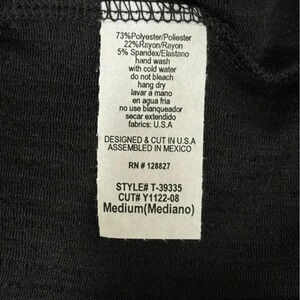 73%Polyester/Poliester
22%Rayon/Rayon
5% Spandex/Elastano
hand wash
with cold water
do not bleach
hang dry
lavar a mano
en agua fria
no use blanqueador
secar extendido
fabrics: U.S.A
DESIGNED & CUT IN U.S.A
ASSEMBLED IN MEXICO
RN # 128827
STYLE# T-39335
CUT# Y1122-08
Medium(Mediano)